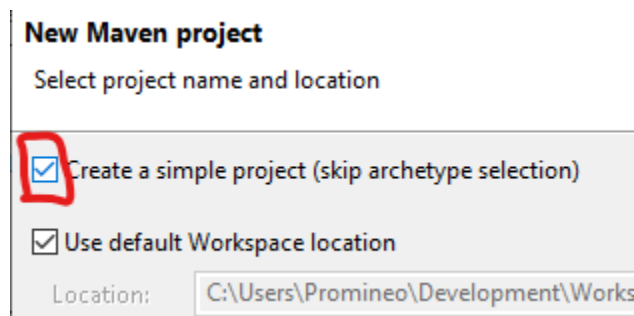 New Maven project
Select project name and location
Create a simple project (skip archetype selection)
Use default Workspace location
Location: C:\Users\Promineo\Development\Works